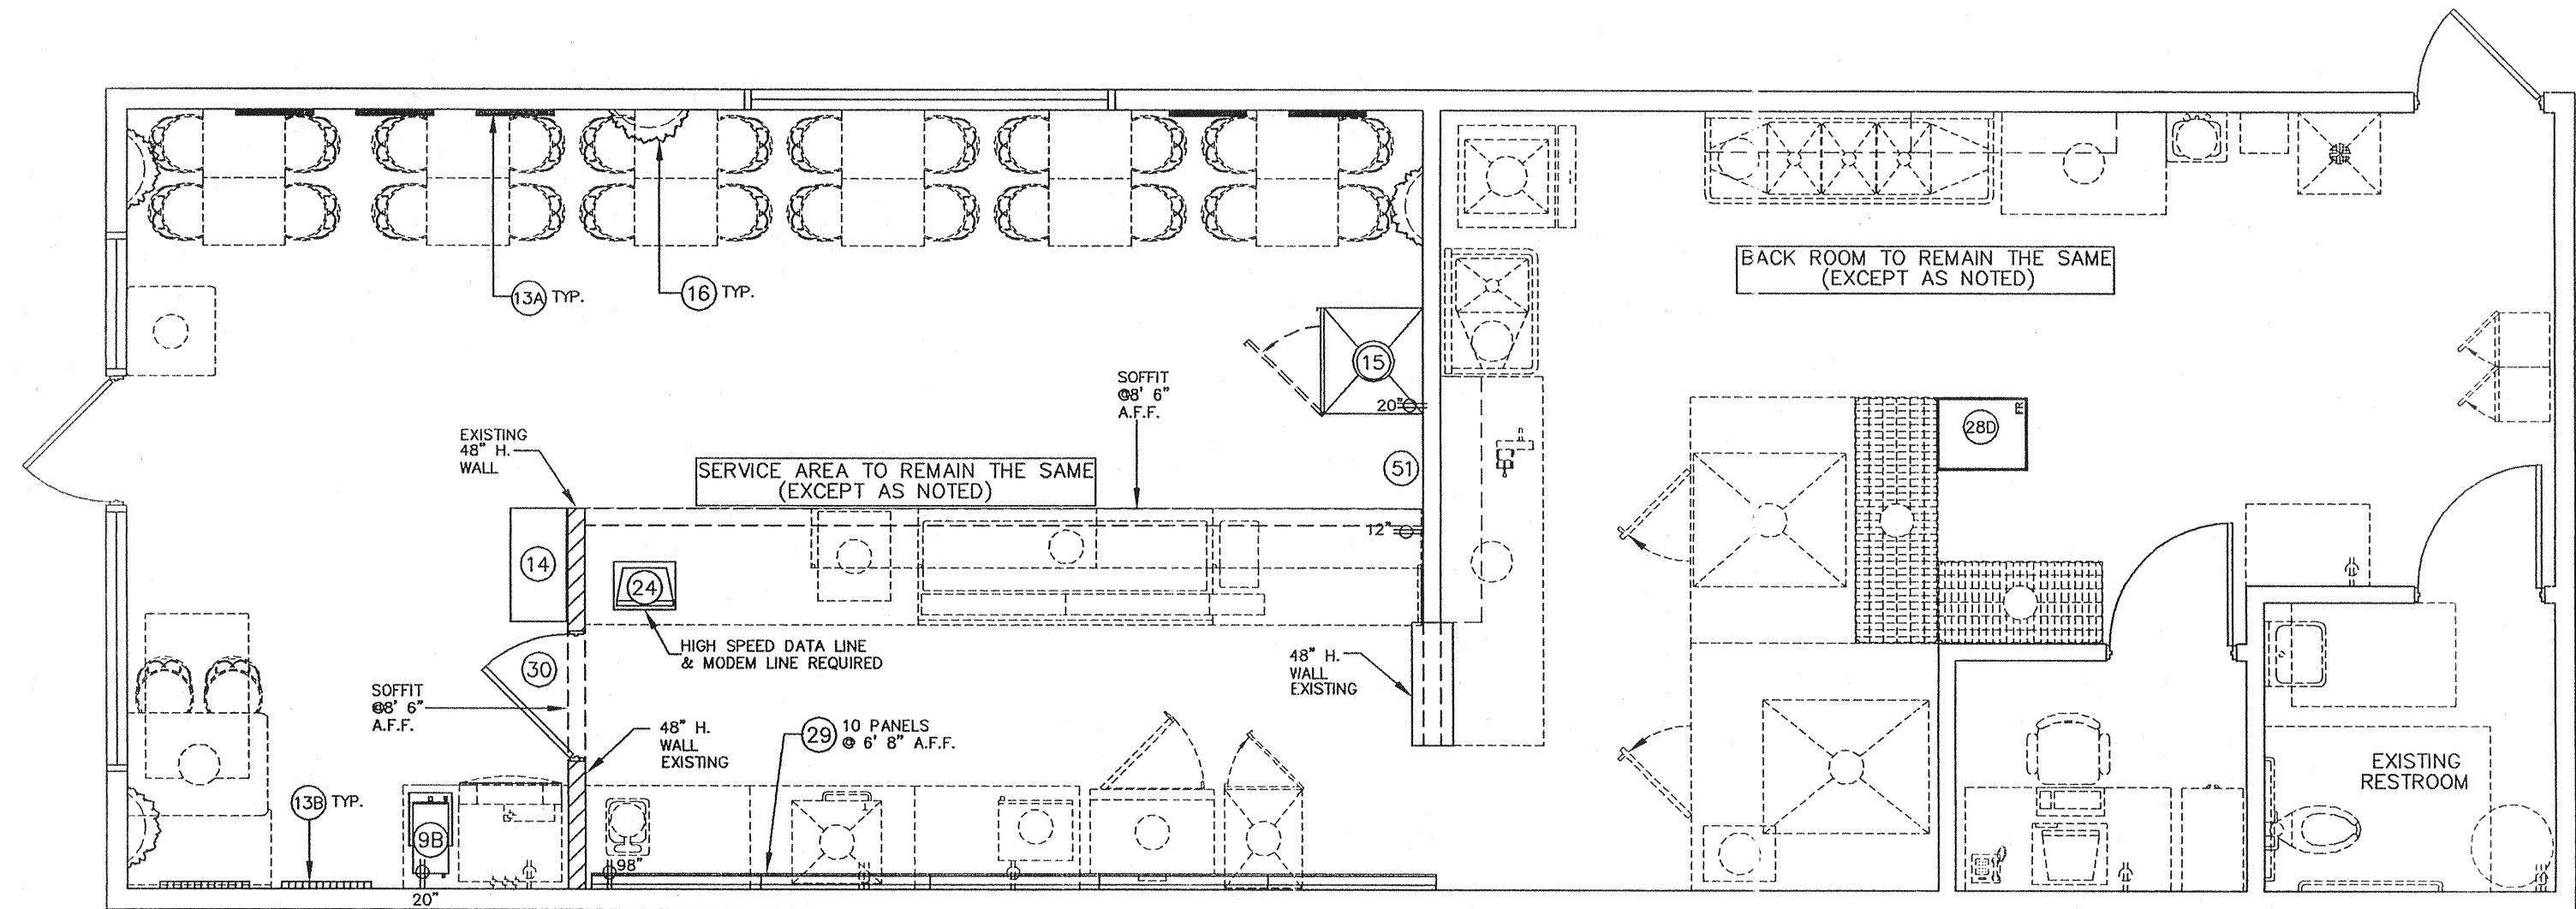 13A TYP.
16 TYP.
BACK ROOM TO REMAIN THE SAME
(EXCEPT AS NOTED)
15
20"
SOFFIT
@8' 6"
A.F.F.
FR
28D
EXISTING
48" H.
WALL
SERVICE AREA TO REMAIN THE SAME
(EXCEPT AS NOTED)
51
12"
14
24
HIGH SPEED DATA LINE
& MODEM LINE REQUIRED
30
48" H.
WALL
EXISTING
SOFFIT
@8' 6"
A.F.F.
48" H.
WALL
EXISTING
29 10 PANELS
@ 6' 8" A.F.F.
EXISTING
RESTROOM
13B TYP.
9B
98"
20"